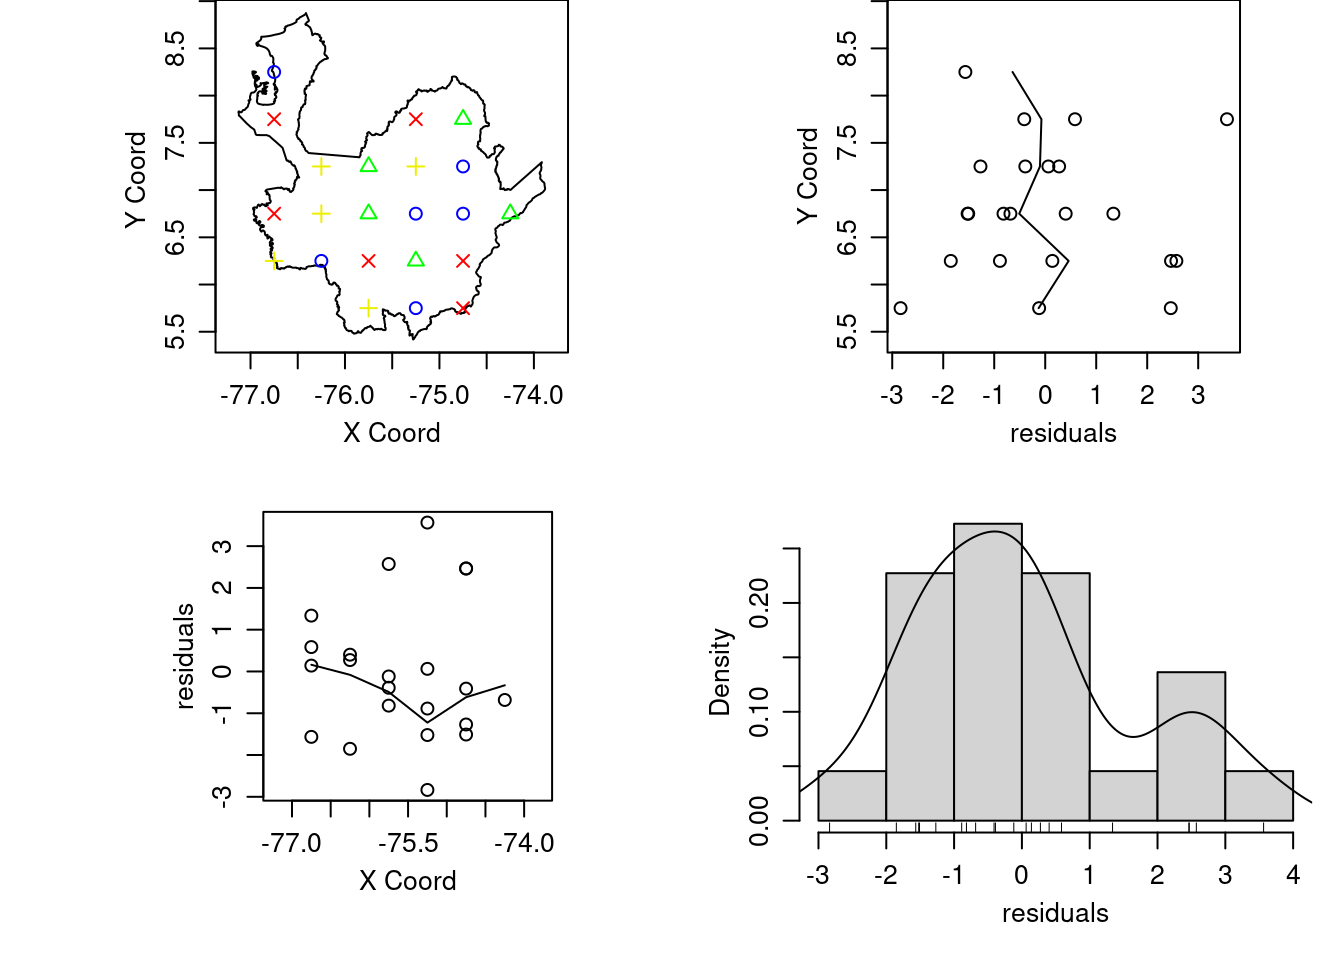 8.5
7.5
6.5
5.5
Y Coord
-77.0 -76.0 -75.0 -74.0
X Coord
8.5
7.5
6.5
5.5
Y Coord
-3 -2 -1 0 1 2 3
residuals
3
2
1
0
-1
-3
residuals
-77.0 -75.5 -74.0
X Coord
0.20
0.10
0.00
Density
-3 -2 -1 0 1 2 3 4
residuals